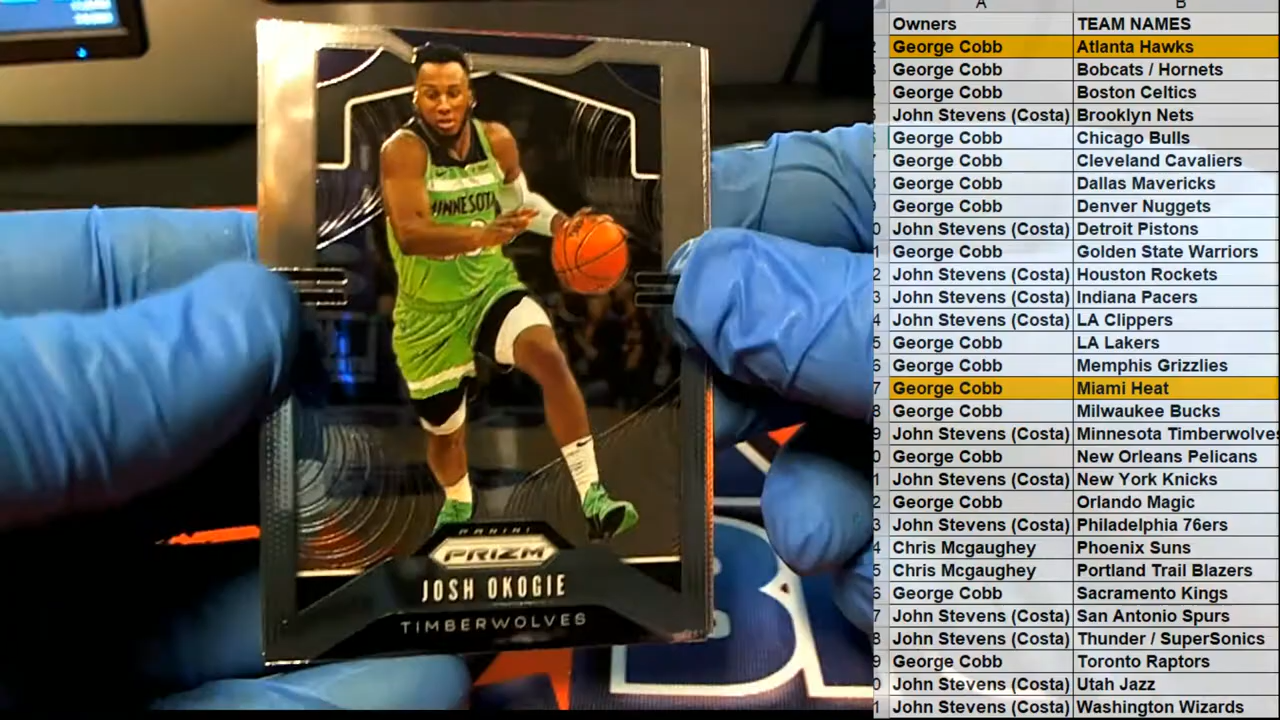 MINNESOTA
PANINI
PRIZM
JOSH OKOGIE
TIMBERWOLVES
A B
Owners TEAM NAMES
George Cobb Atlanta Hawks
George Cobb Bobcats / Hornets
George Cobb Boston Celtics
John Stevens (Costa) Brooklyn Nets
George Cobb Chicago Bulls
George Cobb Cleveland Cavaliers
George Cobb Dallas Mavericks
George Cobb Denver Nuggets
John Stevens (Costa) Detroit Pistons
George Cobb Golden State Warriors
John Stevens (Costa) Houston Rockets
John Stevens (Costa) Indiana Pacers
John Stevens (Costa) LA Clippers
George Cobb LA Lakers
George Cobb Memphis Grizzlies
George Cobb Miami Heat
George Cobb Milwaukee Bucks
John Stevens (Costa) Minnesota Timberwolves
George Cobb New Orleans Pelicans
John Stevens (Costa) New York Knicks
George Cobb Orlando Magic
John Stevens (Costa) Philadelphia 76ers
Chris Mcgaughey Phoenix Suns
Chris Mcgaughey Portland Trail Blazers
George Cobb Sacramento Kings
John Stevens (Costa) San Antonio Spurs
John Stevens (Costa) Thunder / SuperSonics
George Cobb Toronto Raptors
John Stevens (Costa) Utah Jazz
John Stevens (Costa) Washington Wizards